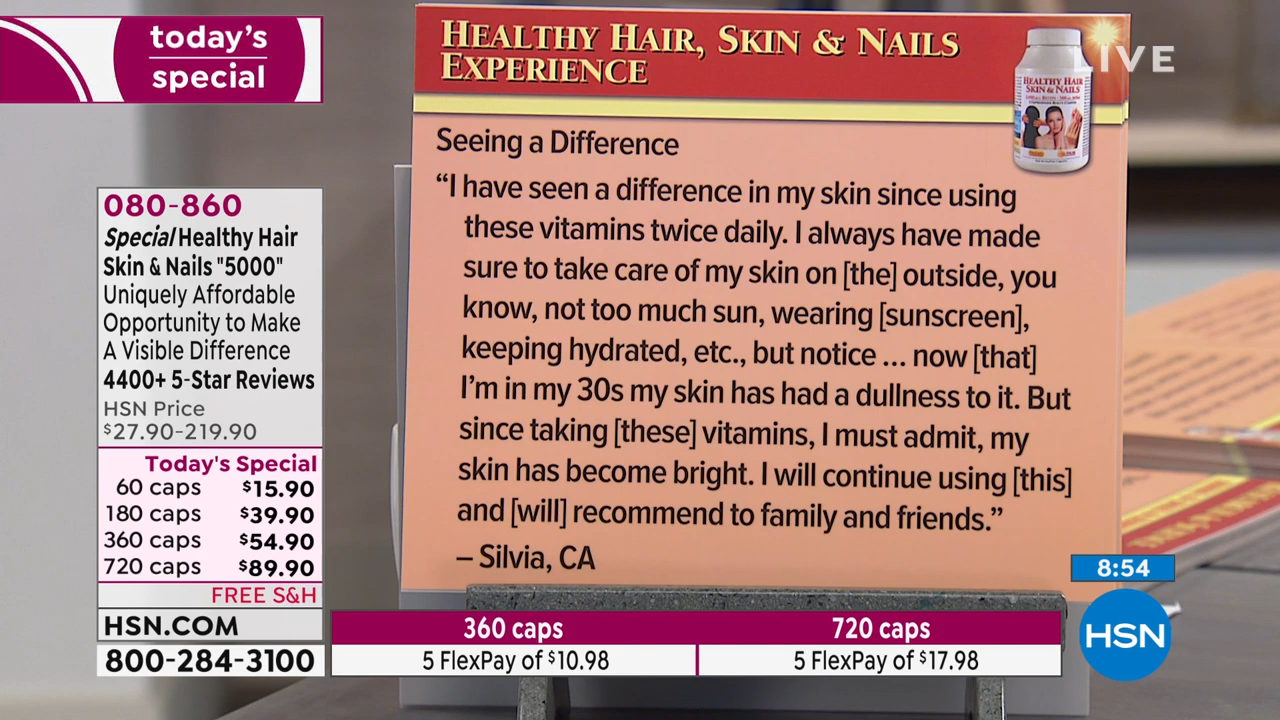 today's
special
080-860
Special Healthy Hair
Skin & Nails "5000"
Uniquely Affordable
Opportunity to Make
A Visible Difference
4400+ 5-Star Reviews
HSN Price
$27.90-219.90
Today's Special
60 caps $15.90
180 caps $39.90
360 caps $54.90
720 caps $89.90
FREE S&H
HSN.COM
800-284-3100
HEALTHY HAIR, SKIN & NAILS
EXPERIENCE
LIVE
HEALTHY HAIR
SKIN & NAILS
Seeing a Difference
“I have seen a difference in my skin since using
these vitamins twice daily. I always have made
sure to take care of my skin on [the] outside, you
know, not too much sun, wearing [sunscreen],
keeping hydrated, etc., but notice ... now [that]
I'm in my 30s my skin has had a dullness to it. But
since taking [these] vitamins, I must admit, my
skin has become bright. I will continue using [this]
and [will] recommend to family and friends.”
– Silvia, CA
8:54
HSN
360 caps 720 caps
5 FlexPay of $10.98 5 FlexPay of $17.98